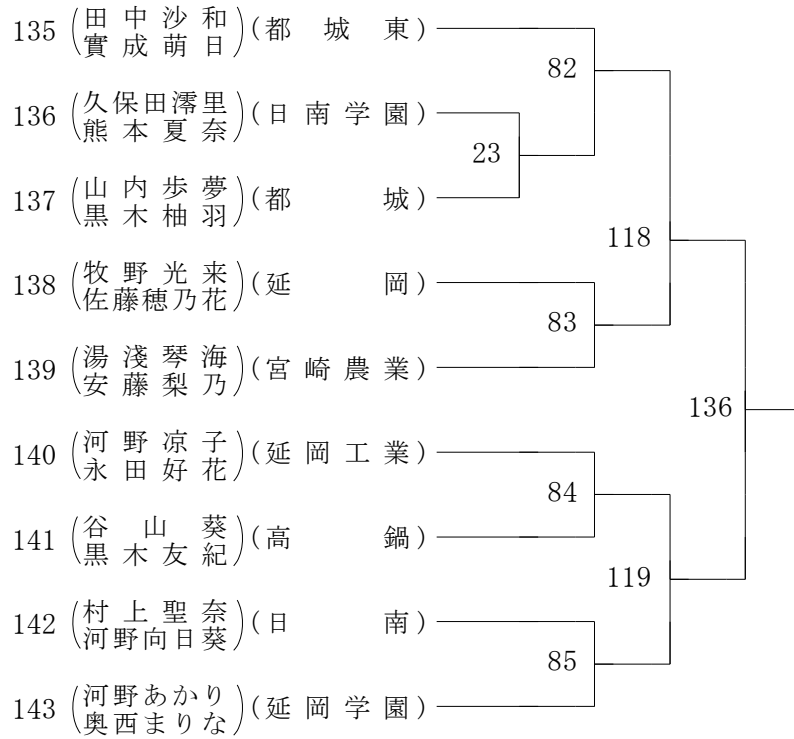 135 (田中沙和 實成萌日) (都城東)
82
136 (久保田澪里 熊本夏奈) (日南学園)
23
137 (山内歩夢 黒木柚羽) (都城)
118
138 (牧野光来 佐藤穂乃花) (延岡)
83
139 (湯淺琴海 安藤梨乃) (宮崎農業)
136
140 (河野凉子 永田好花) (延岡工業)
84
141 (谷山葵 黒木友紀) (高鍋)
119
142 (村上聖奈 河野向日葵) (日南)
85
143 (河野あかり 奥西まりな) (延岡学園)